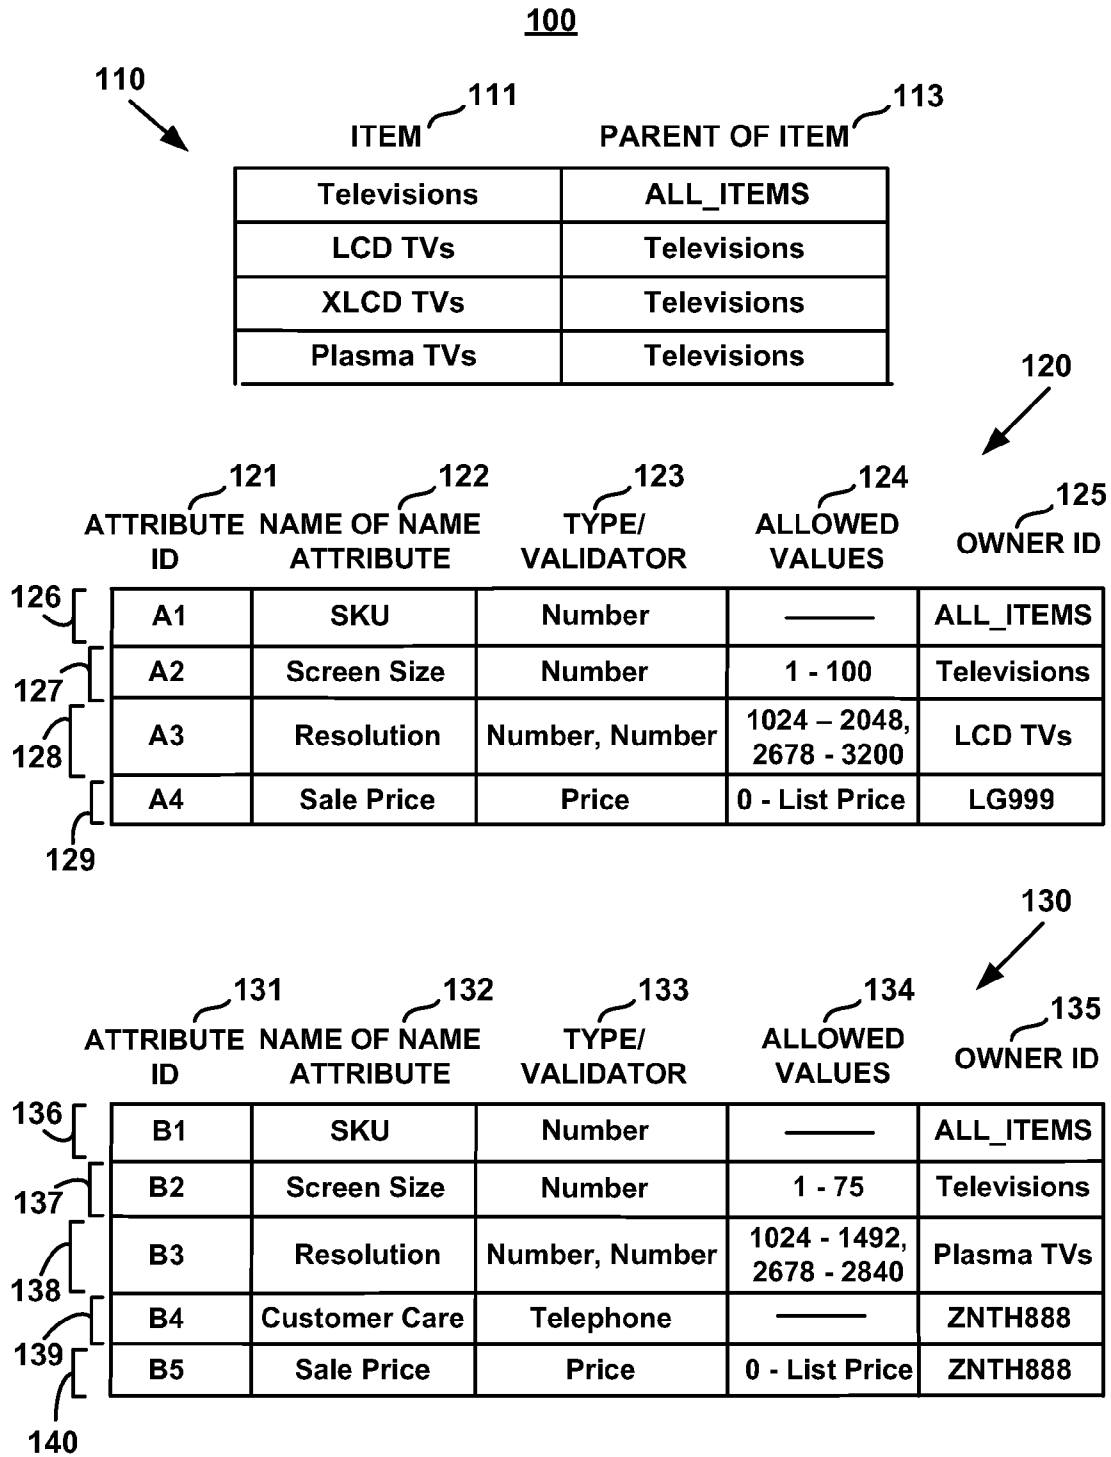 100
110
111
113
ITEM PARENT OF ITEM
Televisions ALL_ITEMS
LCD TVs Televisions
XLCD TVs Televisions
Plasma TVs Televisions
120
121 122 123 124 125
ATTRIBUTE ID NAME OF NAME ATTRIBUTE TYPE/ VALIDATOR ALLOWED VALUES OWNER ID
126 A1 SKU Number ——— ALL_ITEMS
127 A2 Screen Size Number 1 - 100 Televisions
128 A3 Resolution Number, Number 1024 – 2048, 2678 - 3200 LCD TVs
129 A4 Sale Price Price 0 - List Price LG999
130
131 132 133 134 135
ATTRIBUTE ID NAME OF NAME ATTRIBUTE TYPE/ VALIDATOR ALLOWED VALUES OWNER ID
136 B1 SKU Number ——— ALL_ITEMS
137 B2 Screen Size Number 1 - 75 Televisions
138 B3 Resolution Number, Number 1024 - 1492, 2678 - 2840 Plasma TVs
139 B4 Customer Care Telephone ——— ZNTH888
140 B5 Sale Price Price 0 - List Price ZNTH888